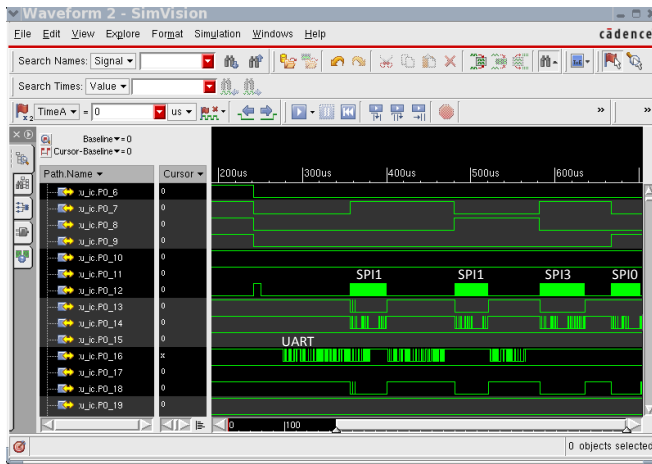 Waveform 2 - SimVision
File Edit View Explore Format Simulation Windows Help cādence
Search Names: Signal
Search Times: Value
x2 TimeA = 0 us » »
Baseline = 0
Cursor-Baseline = 0
Path.Name Cursor 200us 300us 400us 500us 600us
:u_ic.P0_6 0
:u_ic.P0_7 0
:u_ic.P0_8 0
:u_ic.P0_9 0
:u_ic.P0_10 0
:u_ic.P0_11 0 SPI1 SPI1 SPI3 SPI0
:u_ic.P0_12 0
:u_ic.P0_13 0
:u_ic.P0_14 0
:u_ic.P0_15 0 UART
:u_ic.P0_16 x
:u_ic.P0_17 0
:u_ic.P0_18 0
:u_ic.P0_19 0
0 100
0 objects selected